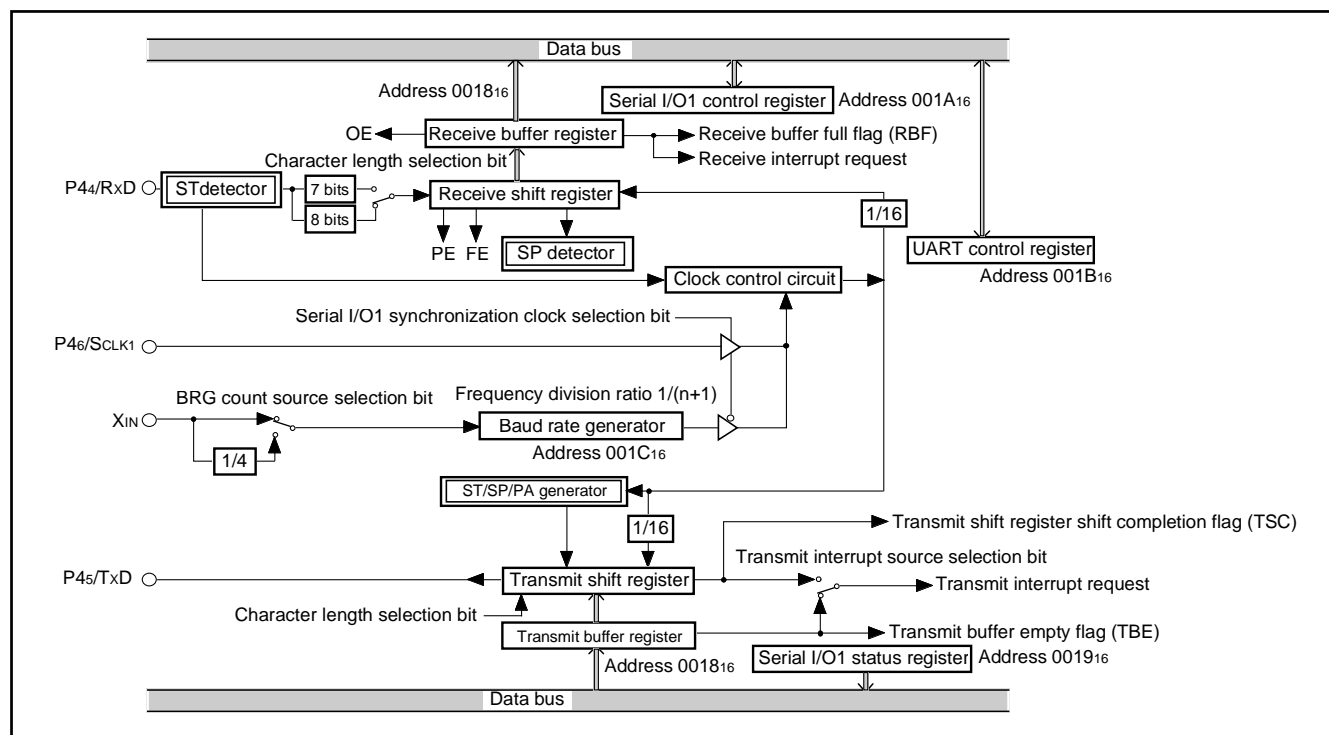 Data bus
Address 0018₁₆
Serial I/O1 control register
Address 001A₁₆
OE
Receive buffer register
Receive buffer full flag (RBF)
Receive interrupt request
Character length selection bit
P4₄/RxD
STdetector
7 bits
8 bits
Receive shift register
1/16
PE
FE
SP detector
UART control register
Address 001B₁₆
Clock control circuit
Serial I/O1 synchronization clock selection bit
P4₆/SCLK1
BRG count source selection bit
Frequency division ratio 1/(n+1)
XIN
Baud rate generator
1/4
Address 001C₁₆
ST/SP/PA generator
1/16
Transmit shift register shift completion flag (TSC)
Transmit interrupt source selection bit
P4₅/TxD
Transmit shift register
Transmit interrupt request
Character length selection bit
Transmit buffer register
Transmit buffer empty flag (TBE)
Address 0018₁₆
Serial I/O1 status register
Address 0019₁₆
Data bus